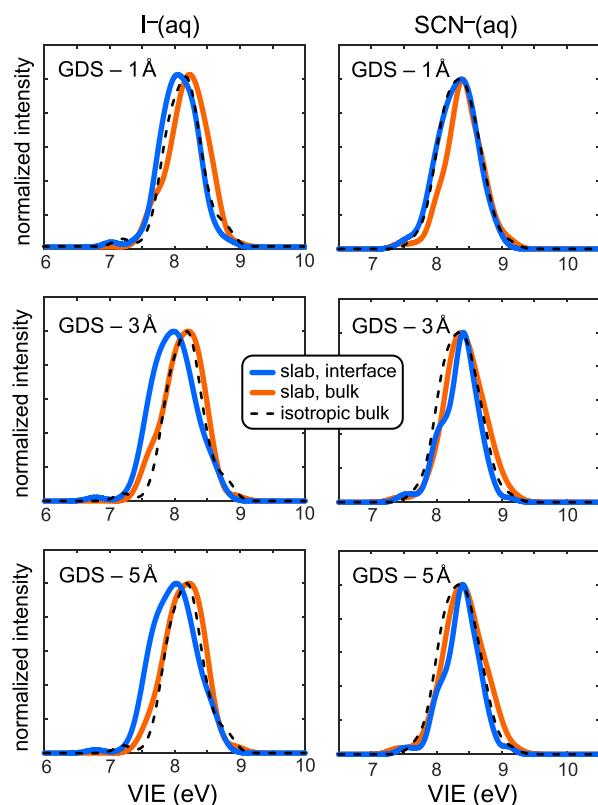 I–(aq) SCN–(aq)
normalized intensity
GDS – 1 Å GDS – 1 Å
6 7 8 9 10 7 8 9 10
normalized intensity
GDS – 3 Å GDS – 3 Å
slab, interface
slab, bulk
isotropic bulk
6 7 8 9 10 7 8 9 10
normalized intensity
GDS – 5 Å GDS – 5 Å
6 7 8 9 10 7 8 9 10
VIE (eV) VIE (eV)